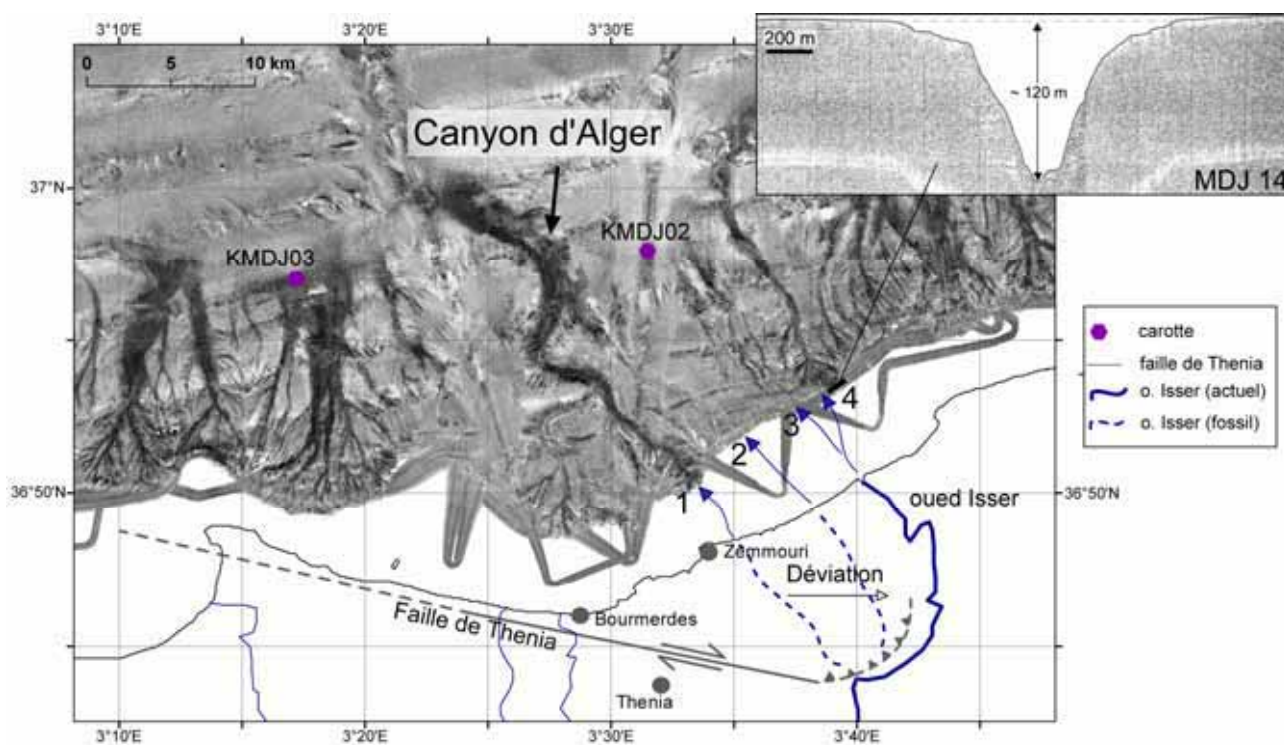 3°10'E
3°20'E
3°30'E
0 5 10 km
200 m
~ 120 m
MDJ 14
Canyon d'Alger
37°N
KMDJ02
KMDJ03
carotte
faille de Thenia
o. Isser (actuel)
o. Isser (fossil)
4
3
2
1
36°50'N
36°50'N
oued Isser
Zemmouri
Déviation
Bourmerdes
Faille de Thenia
Thenia
3°10'E
3°20'E
3°30'E
3°40'E